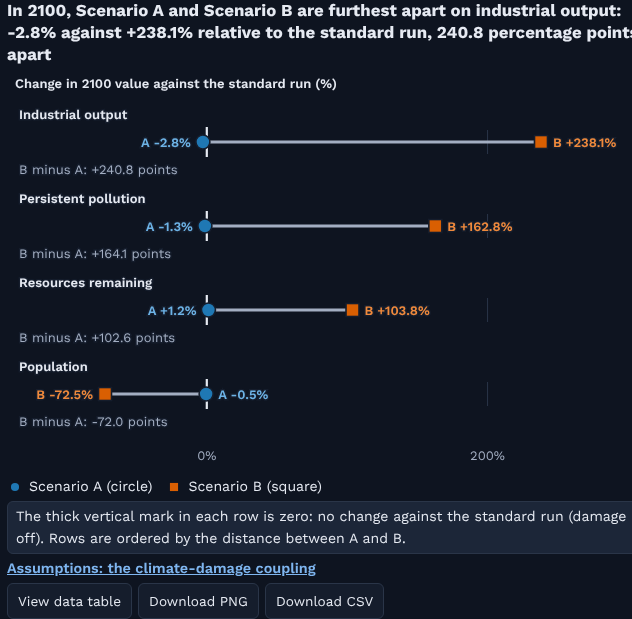 In 2100, Scenario A and Scenario B are furthest apart on industrial output:
-2.8% against +238.1% relative to the standard run, 240.8 percentage points
apart
Change in 2100 value against the standard run (%)
Industrial output
A -2.8%
B +238.1%
B minus A: +240.8 points
Persistent pollution
A -1.3%
B +162.8%
B minus A: +164.1 points
Resources remaining
A +1.2%
B +103.8%
B minus A: +102.6 points
Population
B -72.5%
A -0.5%
B minus A: -72.0 points
0%
200%
Scenario A (circle)
Scenario B (square)
The thick vertical mark in each row is zero: no change against the standard run (damage
off). Rows are ordered by the distance between A and B.
Assumptions: the climate-damage coupling
View data table
Download PNG
Download CSV